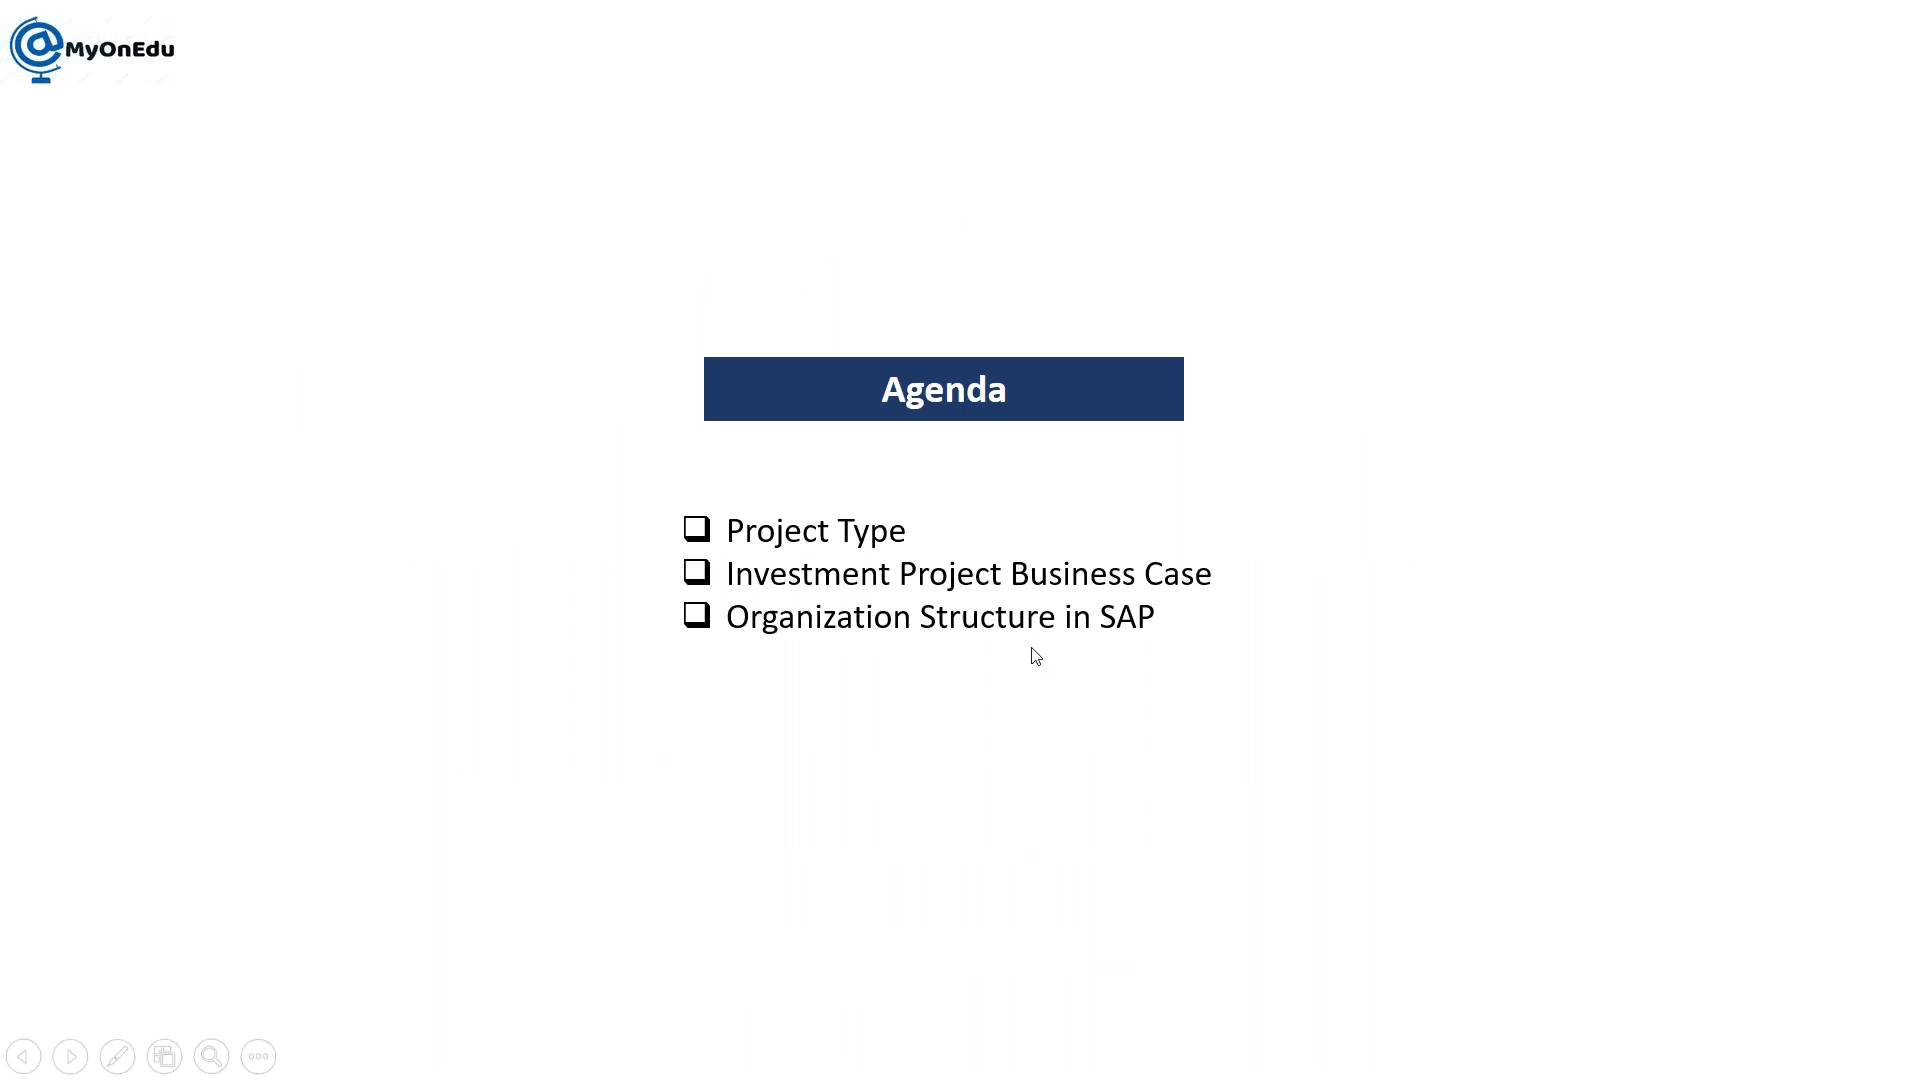 MyOnEdu
Agenda
Project Type
Investment Project Business Case
Organization Structure in SAP